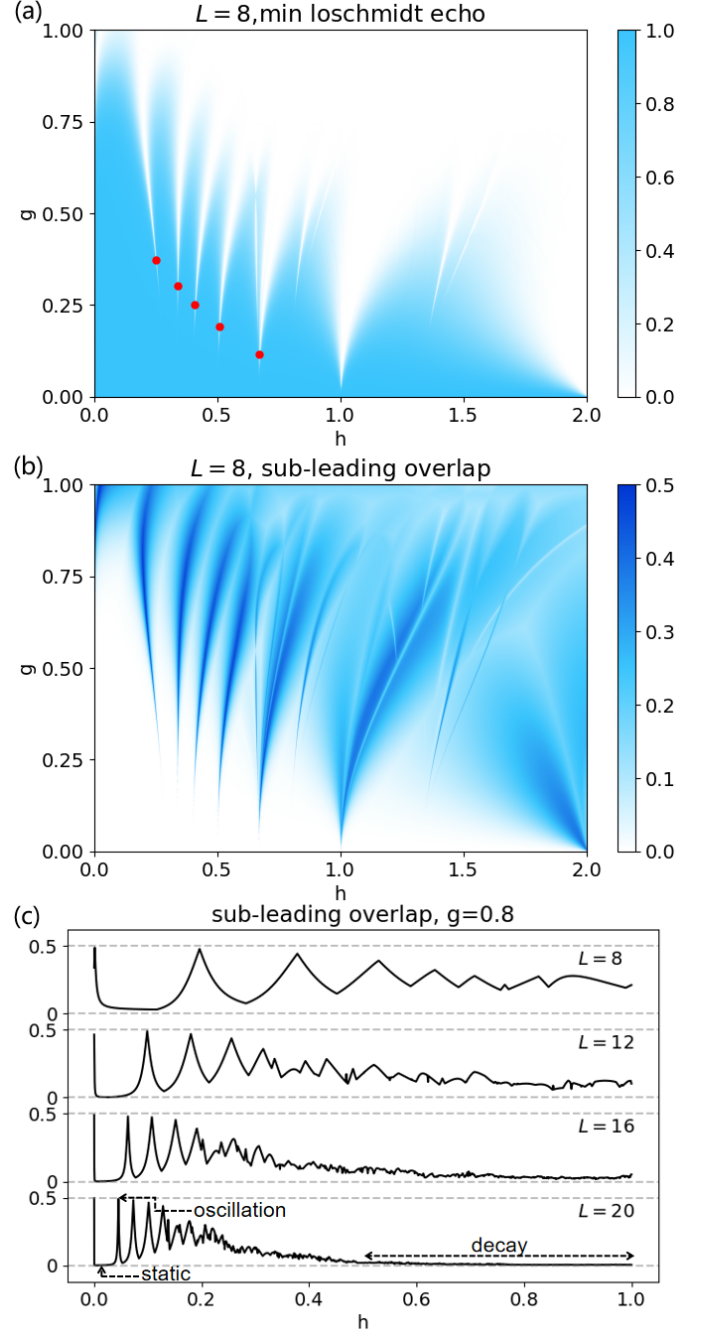 (a)
L = 8,min loschmidt echo
1.00
0.75
0.50
0.25
0.00
g
0.0
0.5
1.0
1.5
2.0
h
1.0
0.8
0.6
0.4
0.2
0.0
(b)
L = 8, sub-leading overlap
1.00
0.75
0.50
0.25
0.00
g
0.0
0.5
1.0
1.5
2.0
h
0.5
0.4
0.3
0.2
0.1
0.0
(c)
sub-leading overlap, g=0.8
0.5
L = 8
0
0.5
L = 12
0
0.5
L = 16
0
0.5
L = 20
oscillation
decay
0
static
0.0
0.2
0.4
0.6
0.8
1.0
h